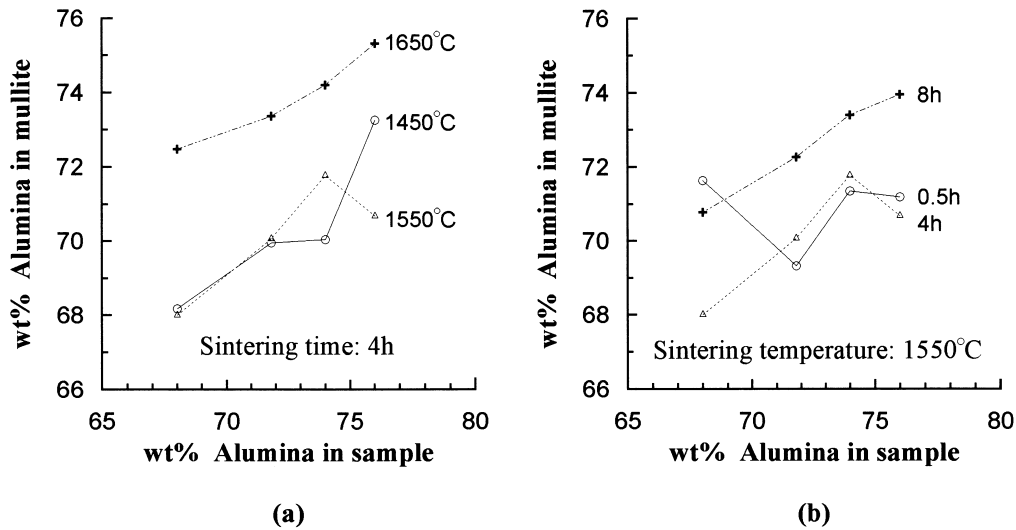 76
74
72
70
68
66
wt% Alumina in mullite
65
70
75
80
wt% Alumina in sample
1650°C
1450°C
1550°C
Sintering time: 4h
(a)
76
74
72
70
68
66
wt% Alumina in mullite
65
70
75
80
wt% Alumina in sample
8h
0.5h
4h
Sintering temperature: 1550°C
(b)